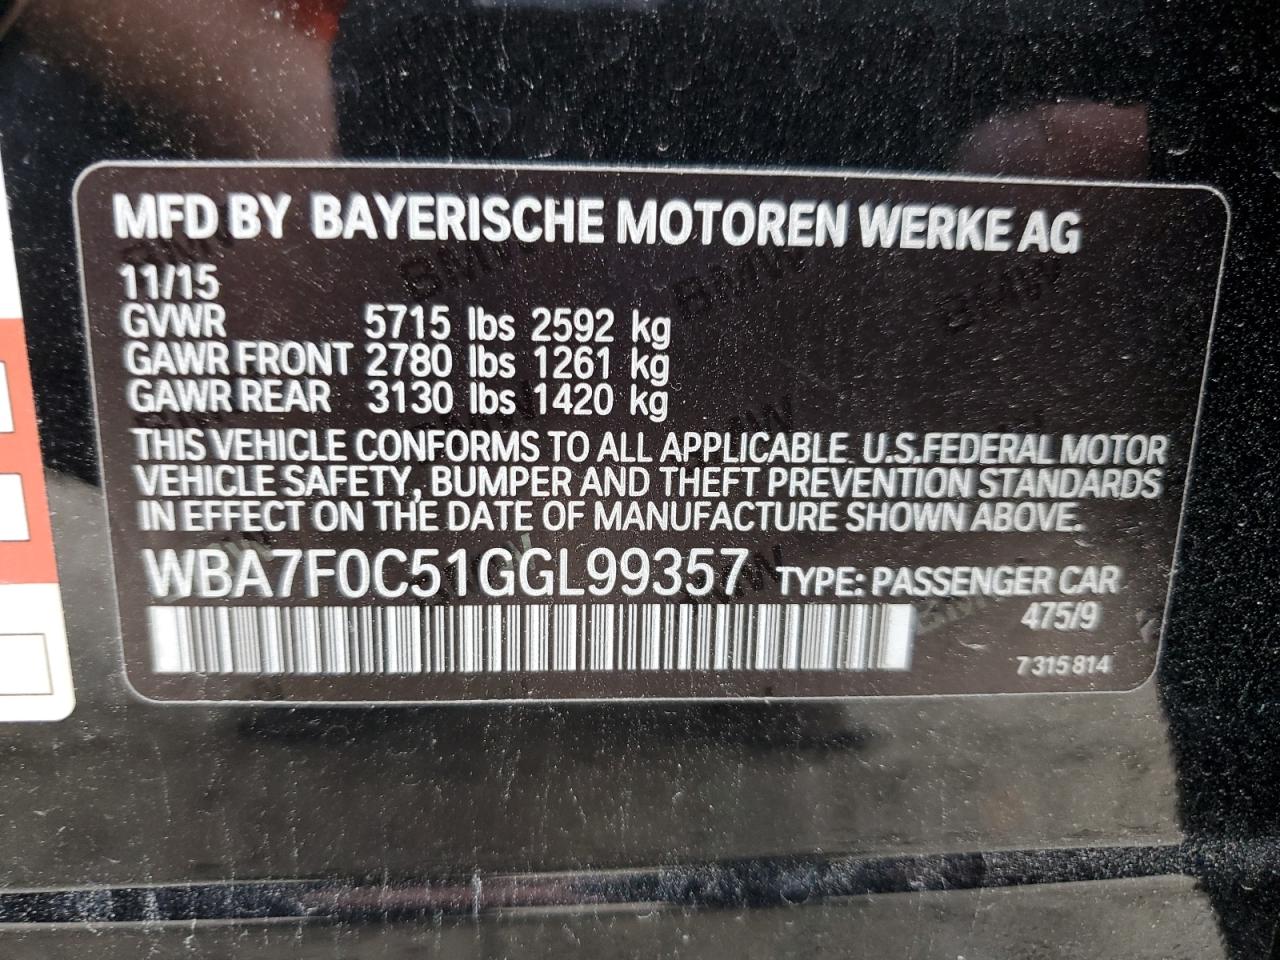 MFD BY BAYERISCHE MOTOREN WERKE AG
11/15
GVWR 5715 lbs 2592 kg
GAWR FRONT 2780 lbs 1261 kg
GAWR REAR 3130 lbs 1420 kg
THIS VEHICLE CONFORMS TO ALL APPLICABLE U.S.FEDERAL MOTOR
VEHICLE SAFETY, BUMPER AND THEFT PREVENTION STANDARDS
IN EFFECT ON THE DATE OF MANUFACTURE SHOWN ABOVE.
WBA7F0C51GGL99357 TYPE: PASSENGER CAR
475/9
7 315 814